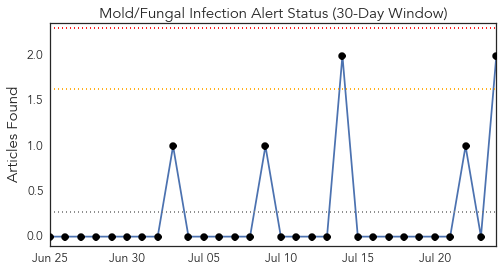 Mold/Fungal Infection Alert Status (30-Day Window)
Articles Found
2.0
1.5
1.0
0.5
0.0
Jun 25
Jun 30
Jul 05
Jul 10
Jul 15
Jul 20